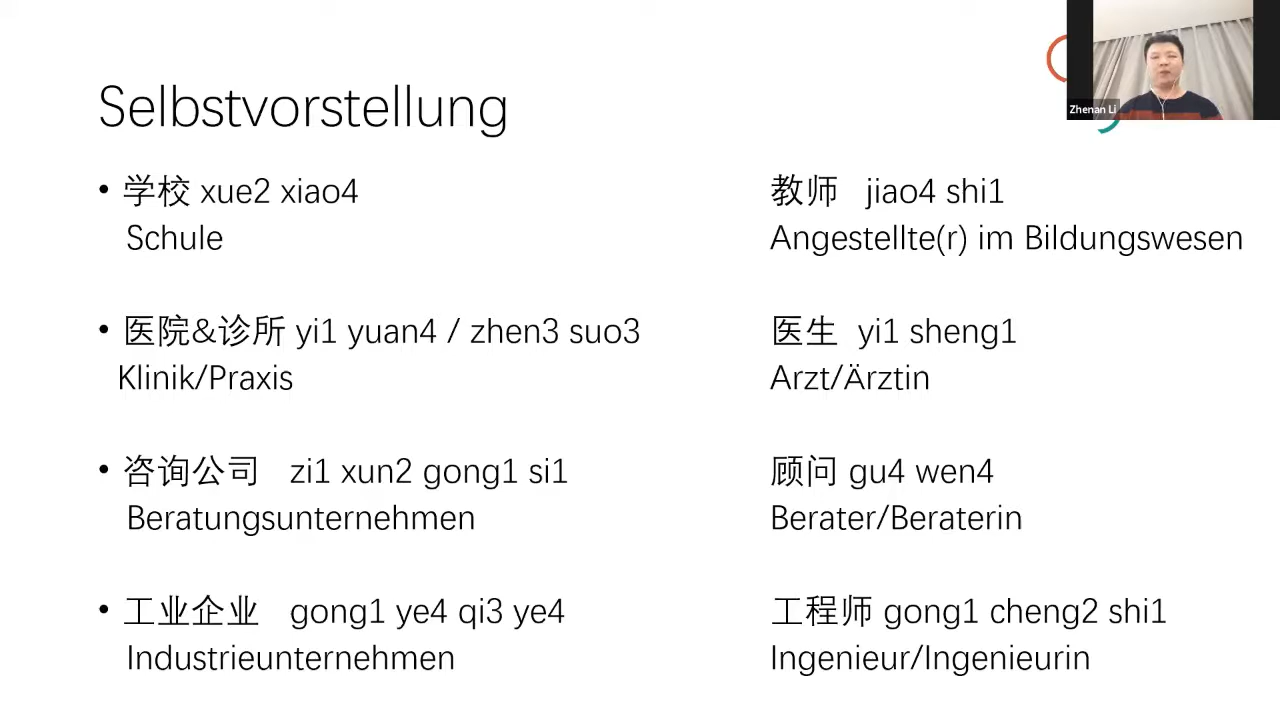 Selbstvorstellung
Zhenan Li
• 学校 xue2 xiao4
Schule
教师 jiao4 shi1
Angestellte(r) im Bildungswesen
• 医院&诊所 yi1 yuan4 / zhen3 suo3
Klinik/Praxis
医生 yi1 sheng1
Arzt/Ärztin
• 咨询公司 zi1 xun2 gong1 si1
Beratungsunternehmen
顾问 gu4 wen4
Berater/Beraterin
• 工业企业 gong1 ye4 qi3 ye4
Industrieunternehmen
工程师 gong1 cheng2 shi1
Ingenieur/Ingenieurin